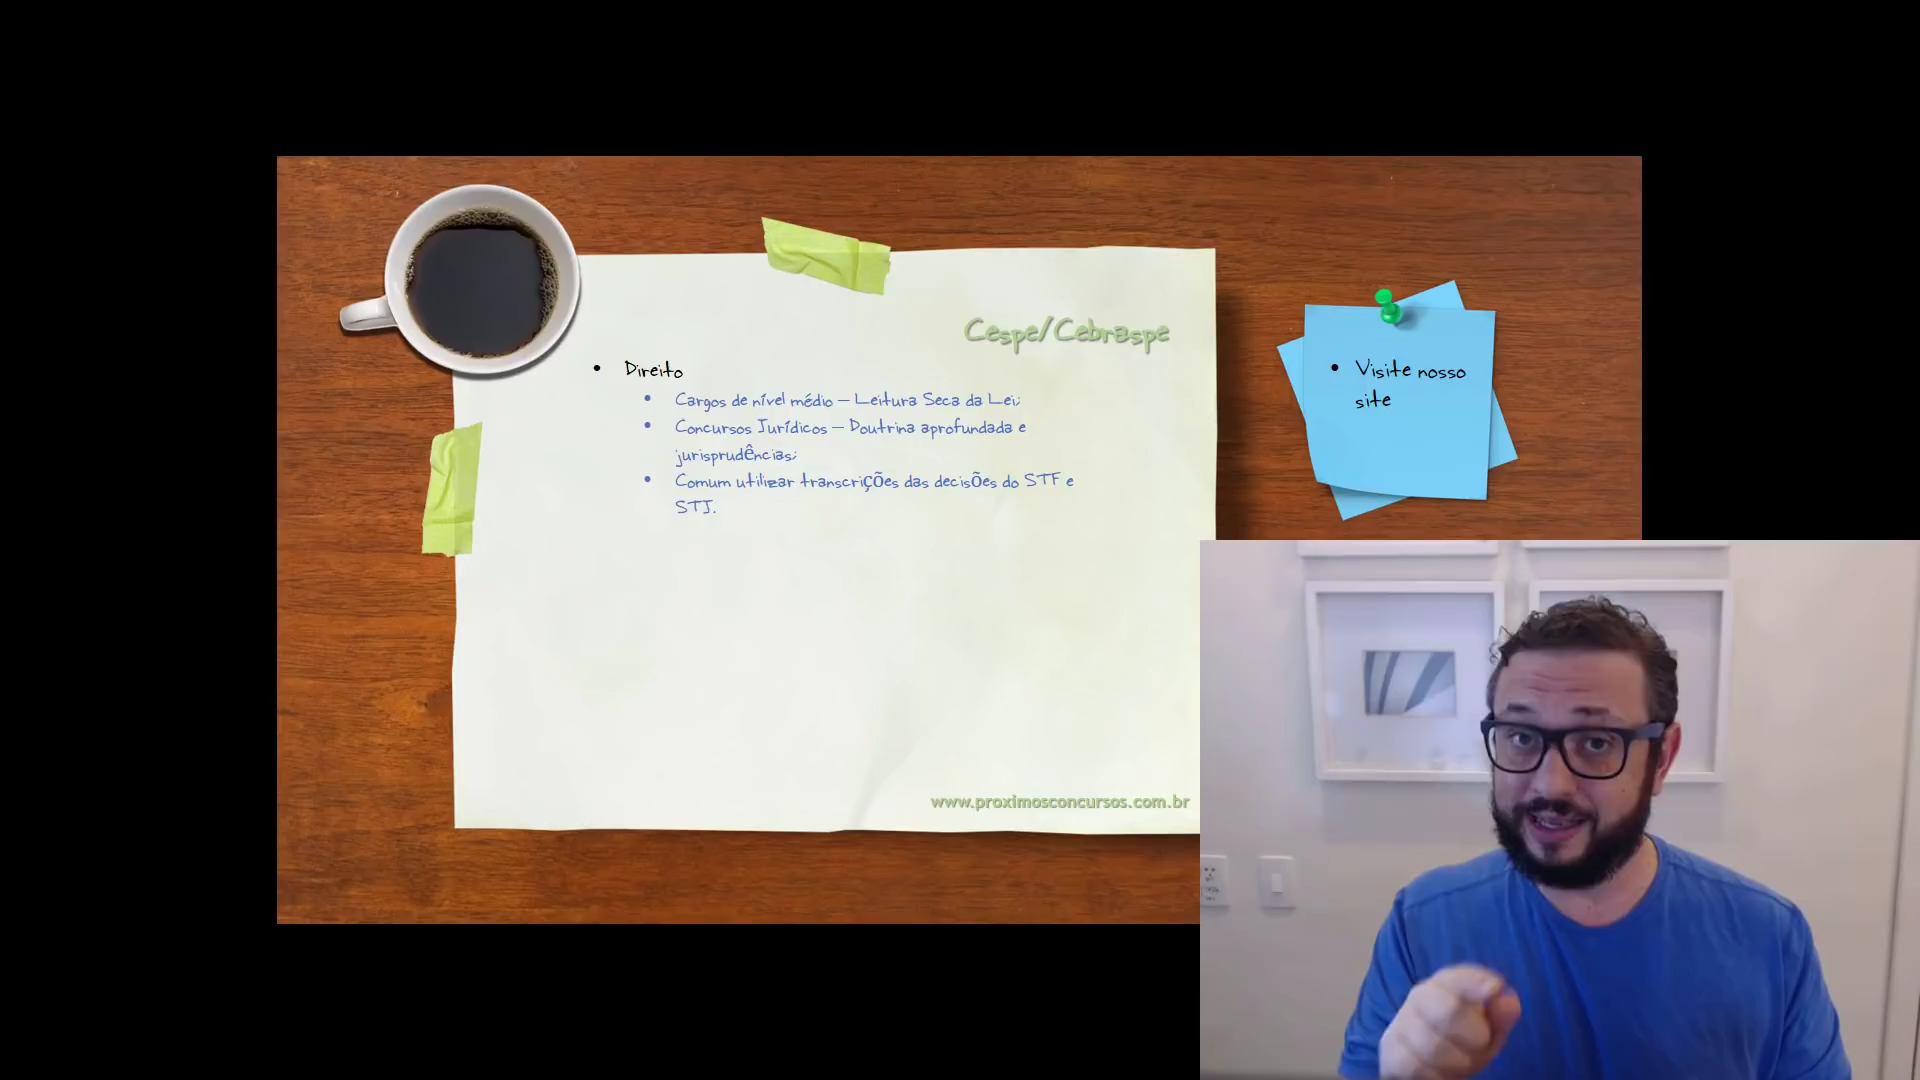 Cespe/Cebraspe
• Direito
• Cargos de nível médio – Leitura Seca da Lei;
• Concursos Jurídicos – Doutrina aprofundada e
jurisprudências;
• Comum utilizar transcrições das decisões do STF e
STJ.
www.proximosconcursos.com.br
• Visite nosso
site